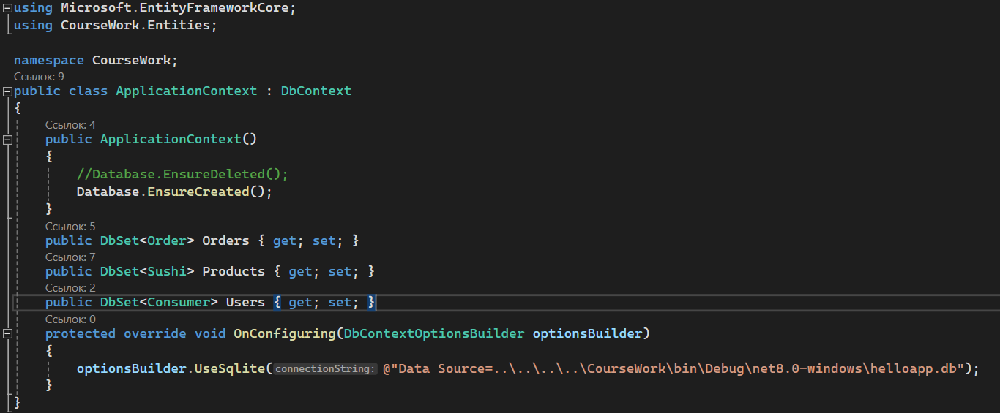 using Microsoft.EntityFrameworkCore;
using CourseWork.Entities;
namespace CourseWork;
Ссылок: 9
public class ApplicationContext : DbContext
{
Ссылок: 4
public ApplicationContext()
{
//Database.EnsureDeleted();
Database.EnsureCreated();
}
Ссылок: 5
public DbSet<Order> Orders { get; set; }
Ссылок: 7
public DbSet<Sushi> Products { get; set; }
Ссылок: 2
public DbSet<Consumer> Users { get; set; }
Ссылок: 0
protected override void OnConfiguring(DbContextOptionsBuilder optionsBuilder)
{
optionsBuilder.UseSqlite(connectionString: @"Data Source=..\..\..\..\CourseWork\bin\Debug\net8.0-windows\helloapp.db");
}
}